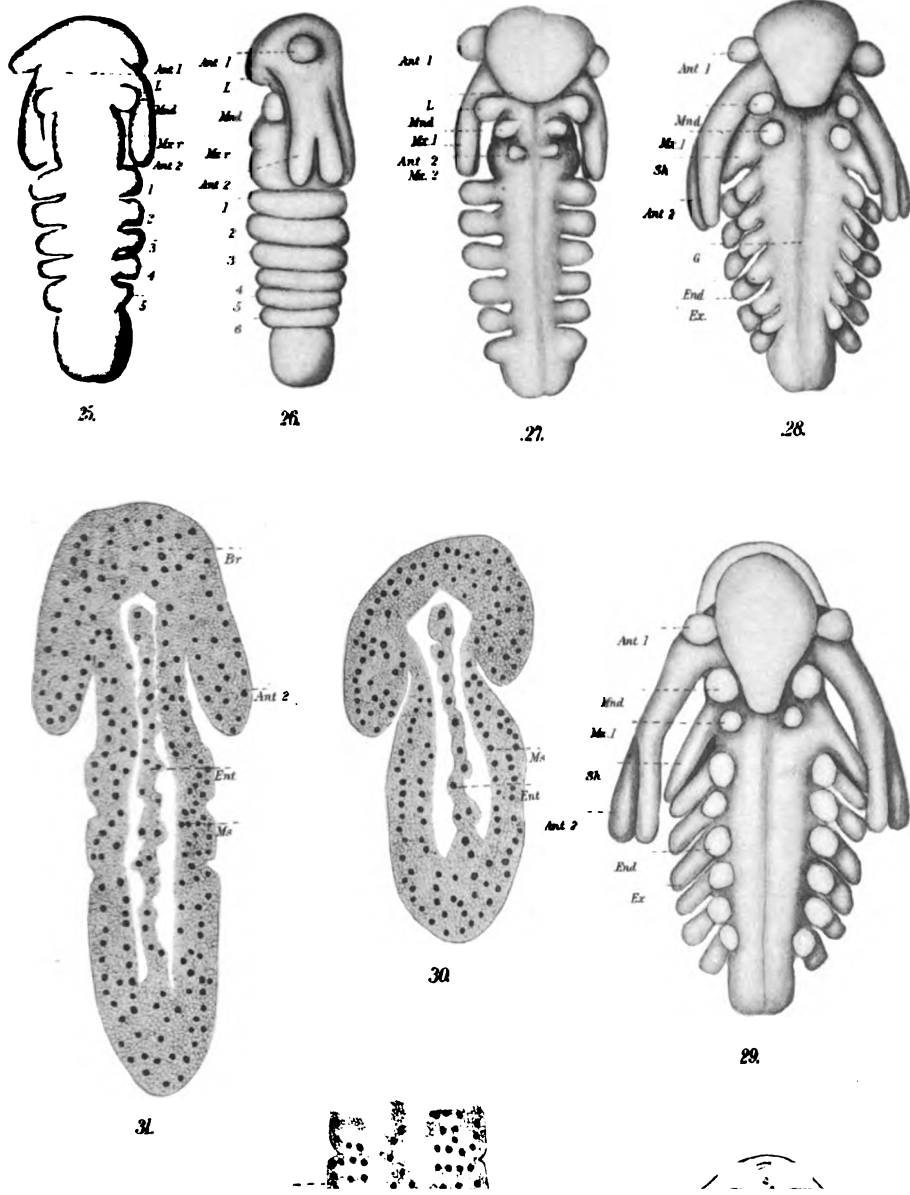 Ant 1
L
Mnd
Mx r
Ant 2
1
2
3
4
5
25.
Ant 1
L
Mnd
Mx r
Ant 2
1
2
3
4
5
6
26.
Ant 1
L
Mnd
Mx.1
Ant 2
Mx. 2
27.
Ant 1
Mnd
Mx.1
Sh
Ant 2
G
End
Ex.
28.
Br
Ant 2
Ent
Ms
31.
Ms
Ent
30.
Ant 1
Mnd
Mx.1
Sh
Ant 2
End
Ex
29.